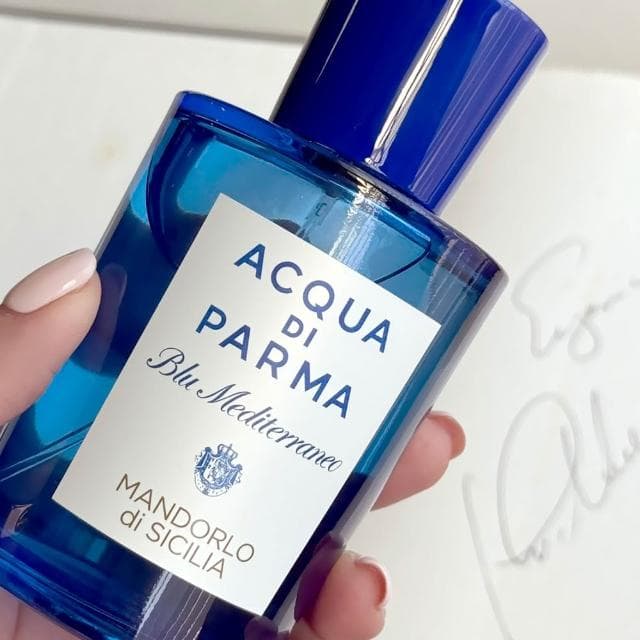 ACQUA
DI
PARMA
Blu Mediterraneo
MANDORLO
di SICILIA